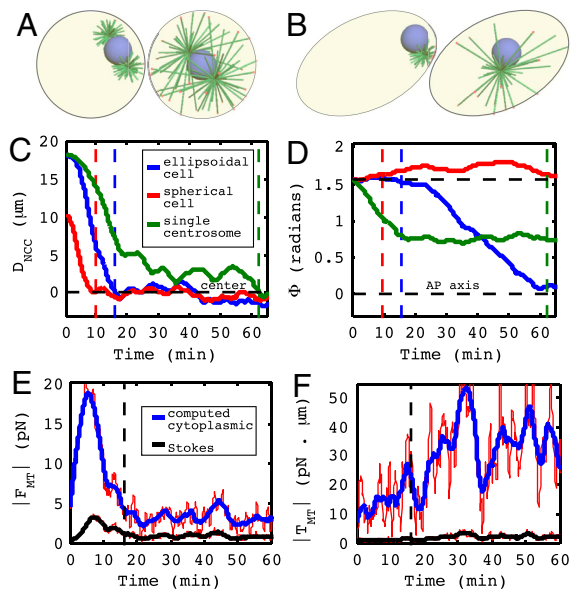 A
B
C
20
15
10
5
0
D_NCC (μm)
ellipsoidal cell
spherical cell
single centrosome
center
0 10 20 30 40 50 60
Time (min)
D
2
1.5
1
0.5
0
Φ (radians)
AP axis
0 10 20 30 40 50 60
Time (min)
E
20
15
10
5
0
|F_MT| (pN)
computed cytoplasmic
Stokes
0 10 20 30 40 50 60
Time (min)
F
50
40
30
20
10
0
|T_MT| (pN · μm)
0 10 20 30 40 50 60
Time (min)